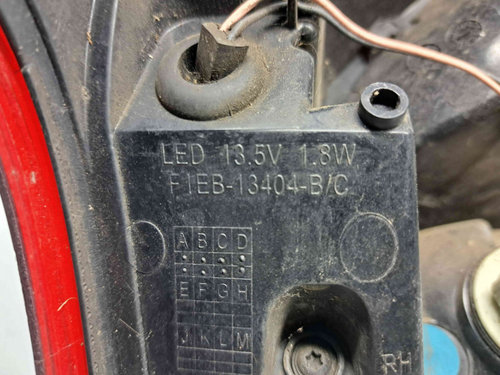 LED 13.5V 1.8W
F1EB-13404-B/C
A B C D
E F G H
J K L M
RH